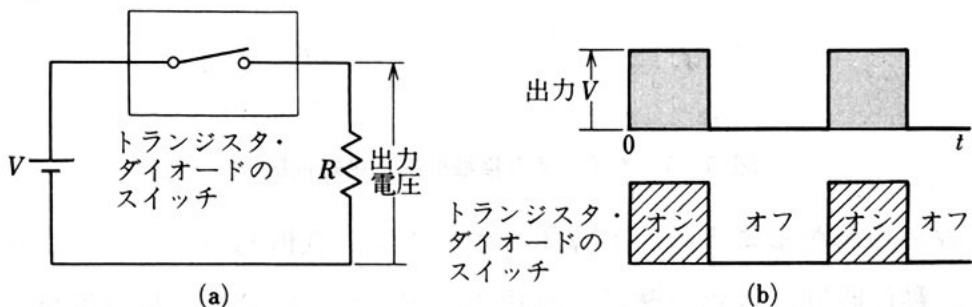 トランジスタ・
ダイオードの
スイッチ
V
R
出力
電圧
(a)
出力 V
0
t
トランジスタ・
ダイオードの
スイッチ
オン
オフ
オン
オフ
(b)